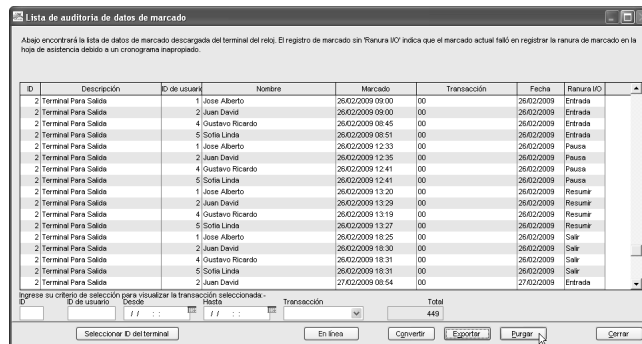 Lista de auditoria de datos de marcado
Abajo encontrará la lista de datos de marcado descargada del terminal del reloj. El registro de marcado sin 'Ranura I/O' indica que el marcado actual falló en registrar la ranura de marcado en la
hoja de asistencia debido a un cronograma inapropiado.
ID Descripción ID de usuario Nombre Marcado Transacción Fecha Ranura I/O
2 Terminal Para Salida 1 Jose Alberto 26/02/2009 09:00 00 26/02/2009 Entrada
2 Terminal Para Salida 2 Juan David 26/02/2009 09:00 00 26/02/2009 Entrada
2 Terminal Para Salida 4 Gustavo Ricardo 26/02/2009 08:45 00 26/02/2009 Entrada
2 Terminal Para Salida 5 Sofia Linda 26/02/2009 08:51 00 26/02/2009 Entrada
2 Terminal Para Salida 1 Jose Alberto 26/02/2009 12:33 00 26/02/2009 Pausa
2 Terminal Para Salida 2 Juan David 26/02/2009 12:35 00 26/02/2009 Pausa
2 Terminal Para Salida 4 Gustavo Ricardo 26/02/2009 12:41 00 26/02/2009 Pausa
2 Terminal Para Salida 5 Sofia Linda 26/02/2009 12:41 00 26/02/2009 Pausa
2 Terminal Para Salida 1 Jose Alberto 26/02/2009 13:20 00 26/02/2009 Resumir
2 Terminal Para Salida 2 Juan David 26/02/2009 13:29 00 26/02/2009 Resumir
2 Terminal Para Salida 4 Gustavo Ricardo 26/02/2009 13:19 00 26/02/2009 Resumir
2 Terminal Para Salida 5 Sofia Linda 26/02/2009 13:27 00 26/02/2009 Resumir
2 Terminal Para Salida 1 Jose Alberto 26/02/2009 18:25 00 26/02/2009 Salir
2 Terminal Para Salida 2 Juan David 26/02/2009 18:30 00 26/02/2009 Salir
2 Terminal Para Salida 4 Gustavo Ricardo 26/02/2009 18:31 00 26/02/2009 Salir
2 Terminal Para Salida 5 Sofia Linda 26/02/2009 18:31 00 26/02/2009 Salir
2 Terminal Para Salida 2 Juan David 27/02/2009 08:54 00 27/02/2009 Entrada
Ingrese su criterio de selección para visualizar la transacción seleccionada:-
ID ID de usuario Desde Hasta Transacción Total
/ / : : / / : : 449
Seleccionar ID del terminal En línea Convertir Exportar Purgar Cerrar